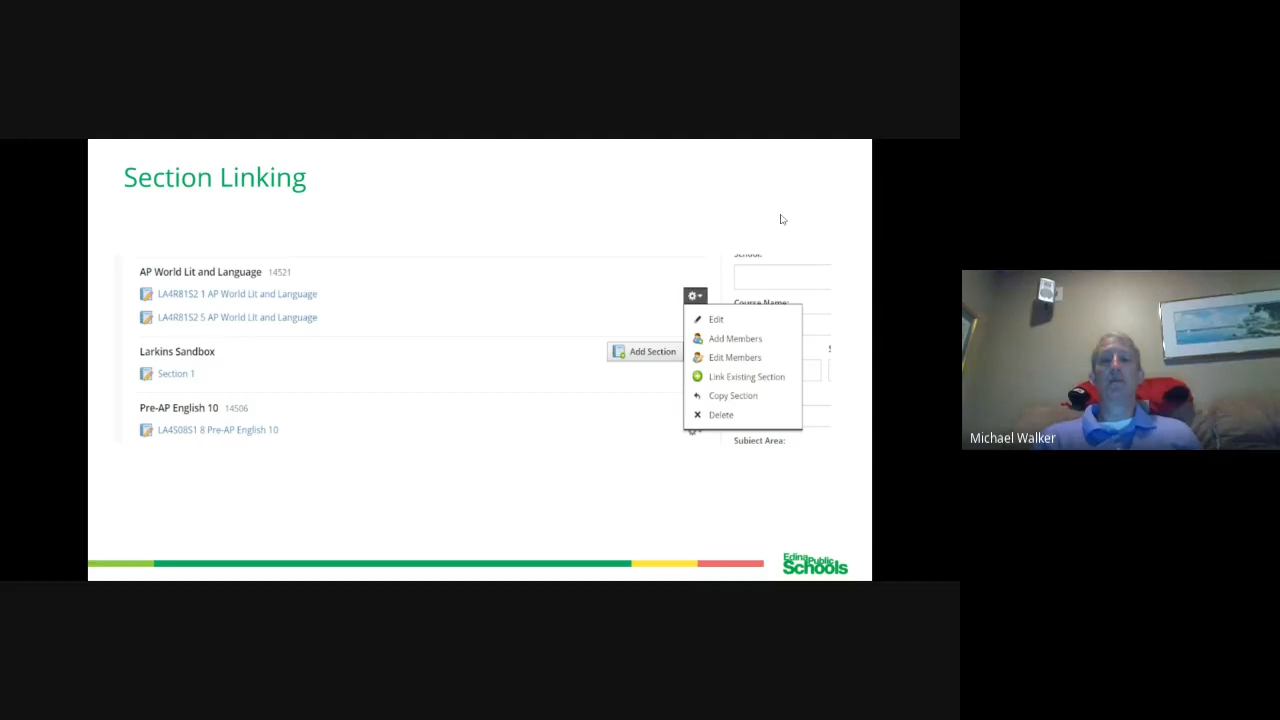 Section Linking
AP World Lit and Language 14521
LA4R81S2 1 AP World Lit and Language
LA4R81S2 5 AP World Lit and Language
Larkins Sandbox
Add Section
Section 1
Pre-AP English 10 14506
LA4S08S1 8 Pre-AP English 10
School:
Course Name:
Edit
Add Members
Edit Members
Link Existing Section
Copy Section
Delete
Subject Area:
Edina Public
Schools
Michael Walker